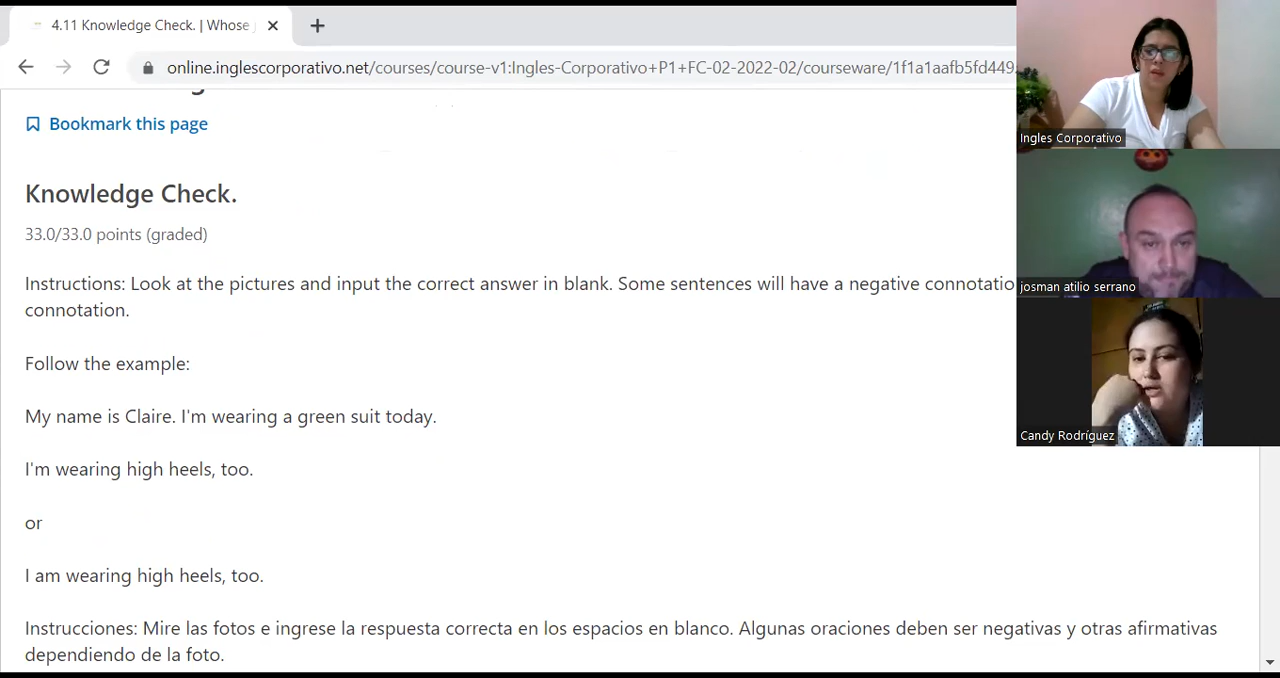 4.11 Knowledge Check. | Whose
online.inglescorporativo.net/courses/course-v1:Ingles-Corporativo+P1+FC-02-2022-02/courseware/1f1a1aafb5fd449
Bookmark this page
Knowledge Check.
33.0/33.0 points (graded)
Instructions: Look at the pictures and input the correct answer in blank. Some sentences will have a negative connotatio
connotation.
Follow the example:
My name is Claire. I'm wearing a green suit today.
I'm wearing high heels, too.
or
I am wearing high heels, too.
Instrucciones: Mire las fotos e ingrese la respuesta correcta en los espacios en blanco. Algunas oraciones deben ser negativas y otras afirmativas
dependiendo de la foto.
Ingles Corporativo
josman atilio serrano
Candy Rodríguez